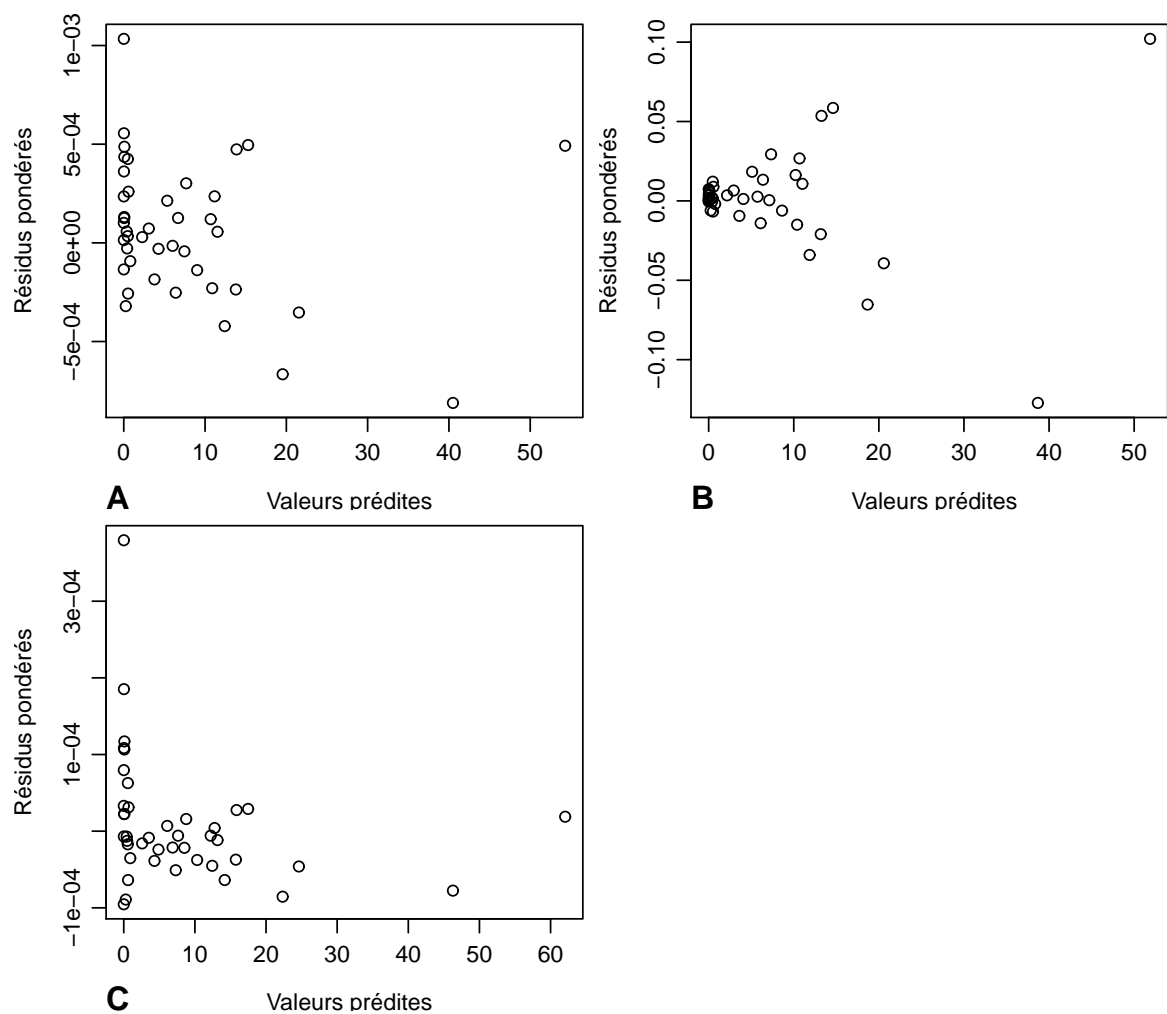 1e−03
5e−04
0e+00
−5e−04
Résidus pondérés
0 10 20 30 40 50
A Valeurs prédites
0.10
0.05
0.00
−0.05
−0.10
Résidus pondérés
0 10 20 30 40 50
B Valeurs prédites
3e−04
1e−04
−1e−04
Résidus pondérés
0 10 20 30 40 50 60
C Valeurs prédites